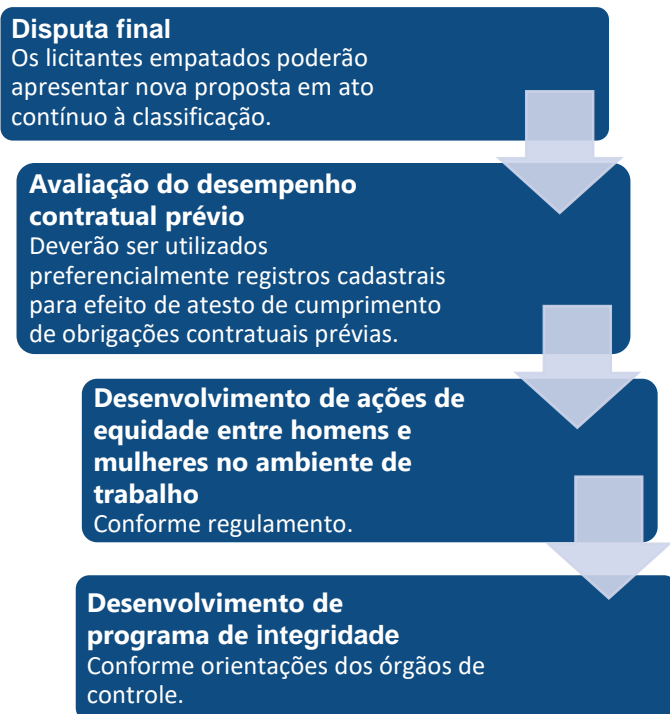 Disputa final
Os licitantes empatados poderão
apresentar nova proposta em ato
contínuo à classificação.
Avaliação do desempenho
contratual prévio
Deverão ser utilizados
preferencialmente registros cadastrais
para efeito de atesto de cumprimento
de obrigações contratuais prévias.
Desenvolvimento de ações de
equidade entre homens e
mulheres no ambiente de
trabalho
Conforme regulamento.
Desenvolvimento de
programa de integridade
Conforme orientações dos órgãos de
controle.